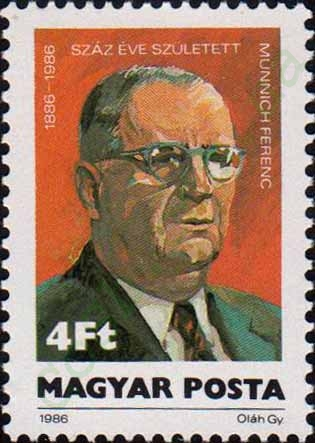 SZÁZ ÉVE SZÜLETETT
1886–1986
MÜNNICH FERENC
4Ft
MAGYAR POSTA
1986
Oláh Gy.